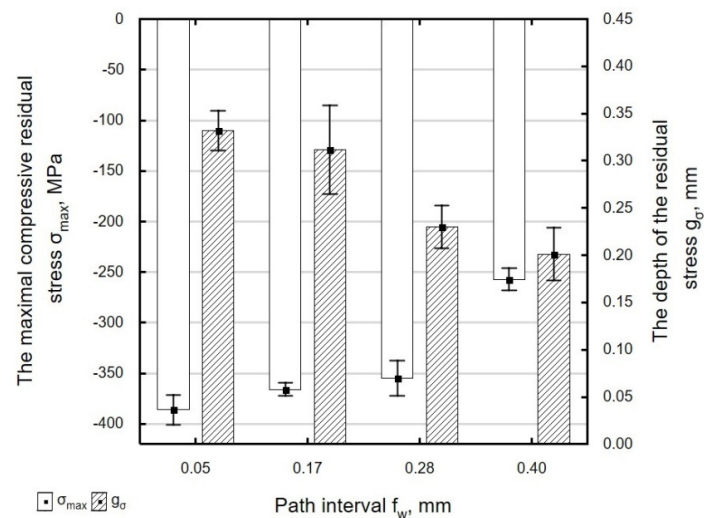 The maximal compressive residual
stress σmax, MPa
0
-50
-100
-150
-200
-250
-300
-350
-400
0.45
0.40
0.35
0.30
0.25
0.20
0.15
0.10
0.05
0.00
The depth of the residual
stress gσ, mm
0.05 0.17 0.28 0.40
σmax gσ
Path interval fw, mm